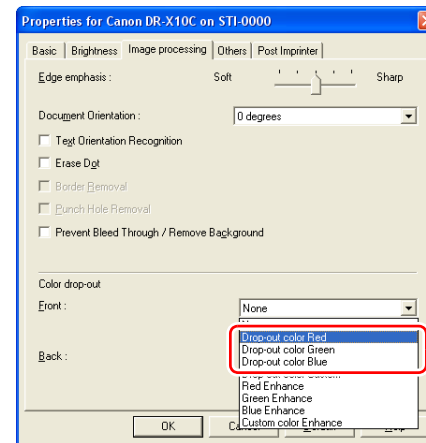 Properties for Canon DR-X10C on STI-0000
Basic Brightness Image processing Others Post Imprinter
Edge emphasis : Soft Sharp
Document Orientation : 0 degrees
Text Orientation Recognition
Erase Dot
Border Removal
Punch Hole Removal
Prevent Bleed Through / Remove Background
Color drop-out
Front : None
Drop-out color Red
Drop-out color Green
Back : Drop-out color Blue
Red Enhance
Green Enhance
Blue Enhance
OK Custom color Enhance